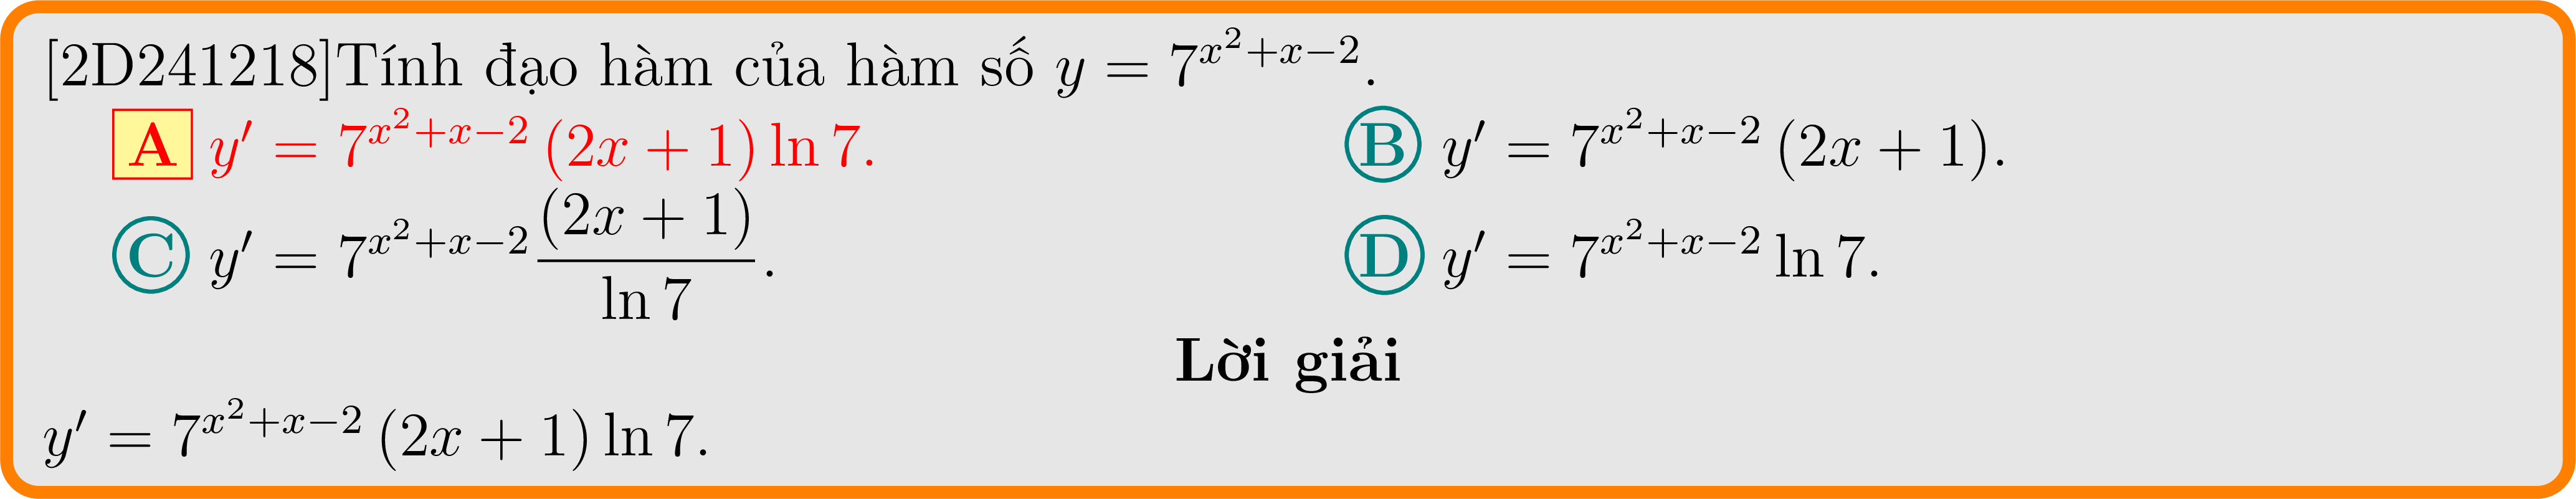 [2D241218]Tính đạo hàm của hàm số $y = 7^{x^2+x-2}$.
A $y' = 7^{x^2+x-2}(2x+1)\ln 7$. B $y' = 7^{x^2+x-2}(2x+1)$.
C $y' = 7^{x^2+x-2}\frac{(2x+1)}{\ln 7}$. D $y' = 7^{x^2+x-2}\ln 7$.
Lời giải
$y' = 7^{x^2+x-2}(2x+1)\ln 7$.